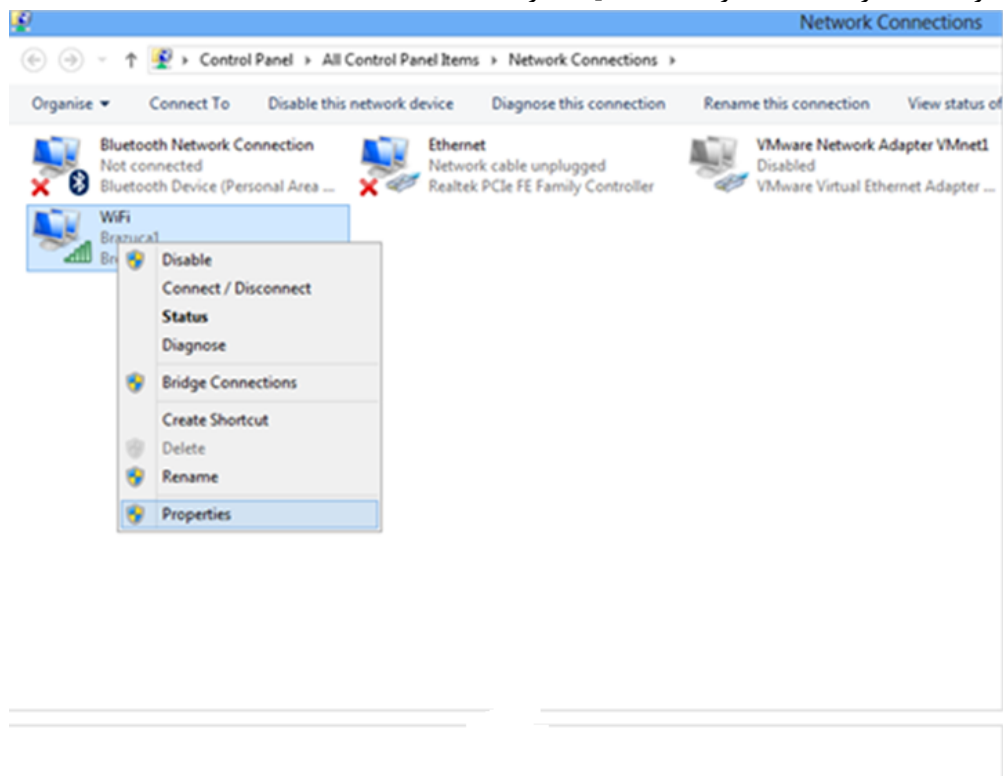 Network Connections
Control Panel All Control Panel Items Network Connections
Organise Connect To Disable this network device Diagnose this connection Rename this connection View status of
Bluetooth Network Connection
Not connected
Bluetooth Device (Personal Area ...
Ethernet
Network cable unplugged
Realtek PCIe FE Family Controller
VMware Network Adapter VMnet1
Disabled
VMware Virtual Ethernet Adapter ...
WiFi
Brazuca1
Disable
Connect / Disconnect
Status
Diagnose
Bridge Connections
Create Shortcut
Delete
Rename
Properties